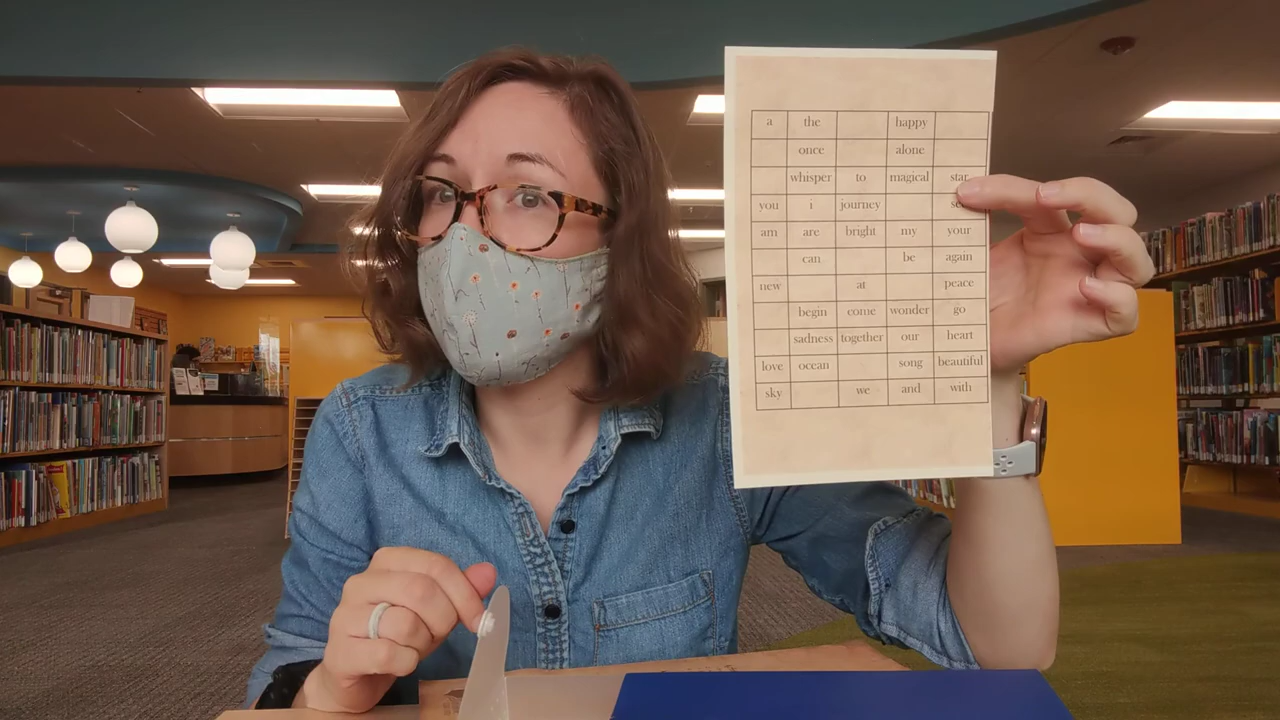 a the happy
once alone
whisper to magical star
you i journey
am are bright my your
can be again
new at peace
begin come wonder go
sadness together our heart
love ocean song beautiful
sky we and with